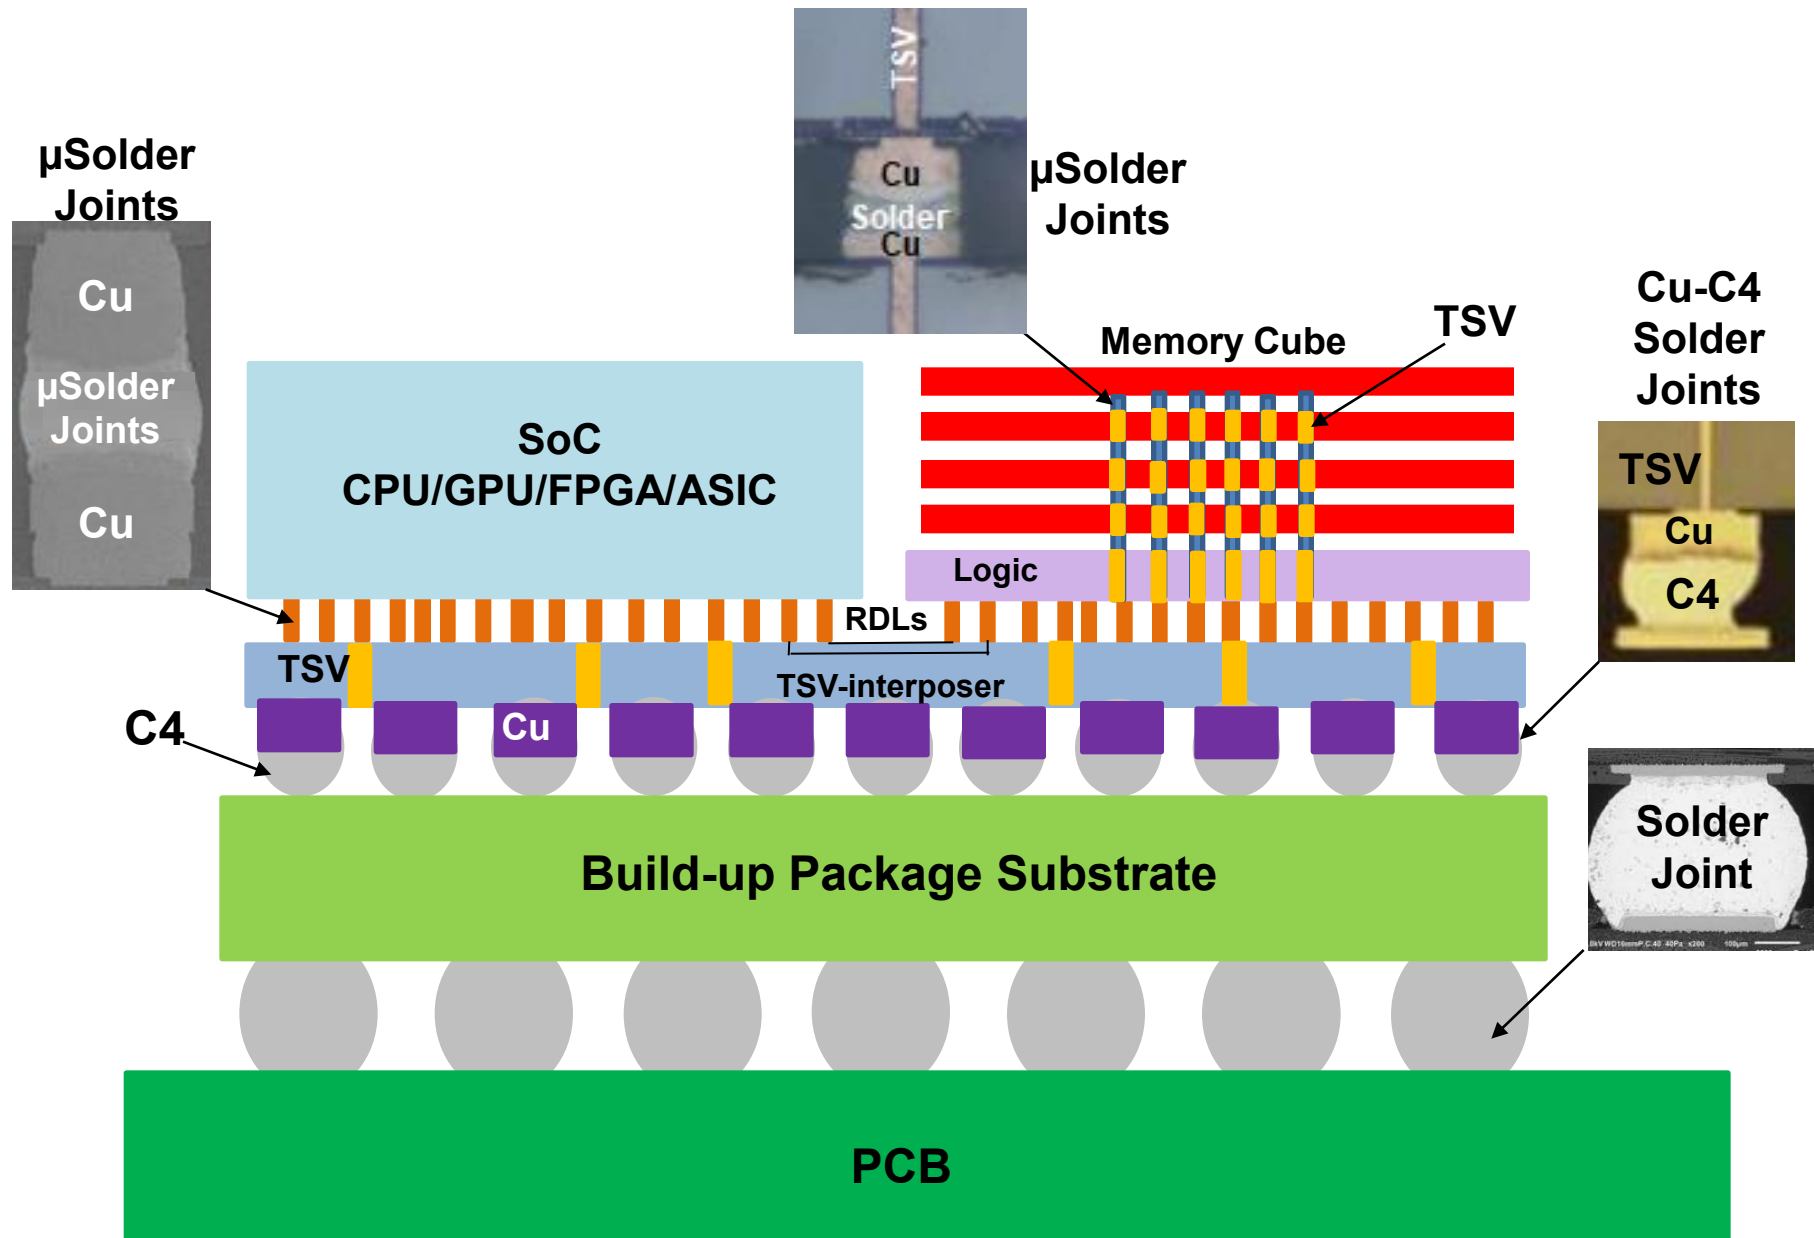 µSolder
Joints
Cu
µSolder
Joints
Cu
TSV
Cu
Solder
Cu
µSolder
Joints
Memory Cube
TSV
Cu-C4
Solder
Joints
TSV
Cu
C4
SoC
CPU/GPU/FPGA/ASIC
Logic
RDLs
TSV
TSV-interposer
C4
Cu
Solder
Joint
100µm
Build-up Package Substrate
PCB